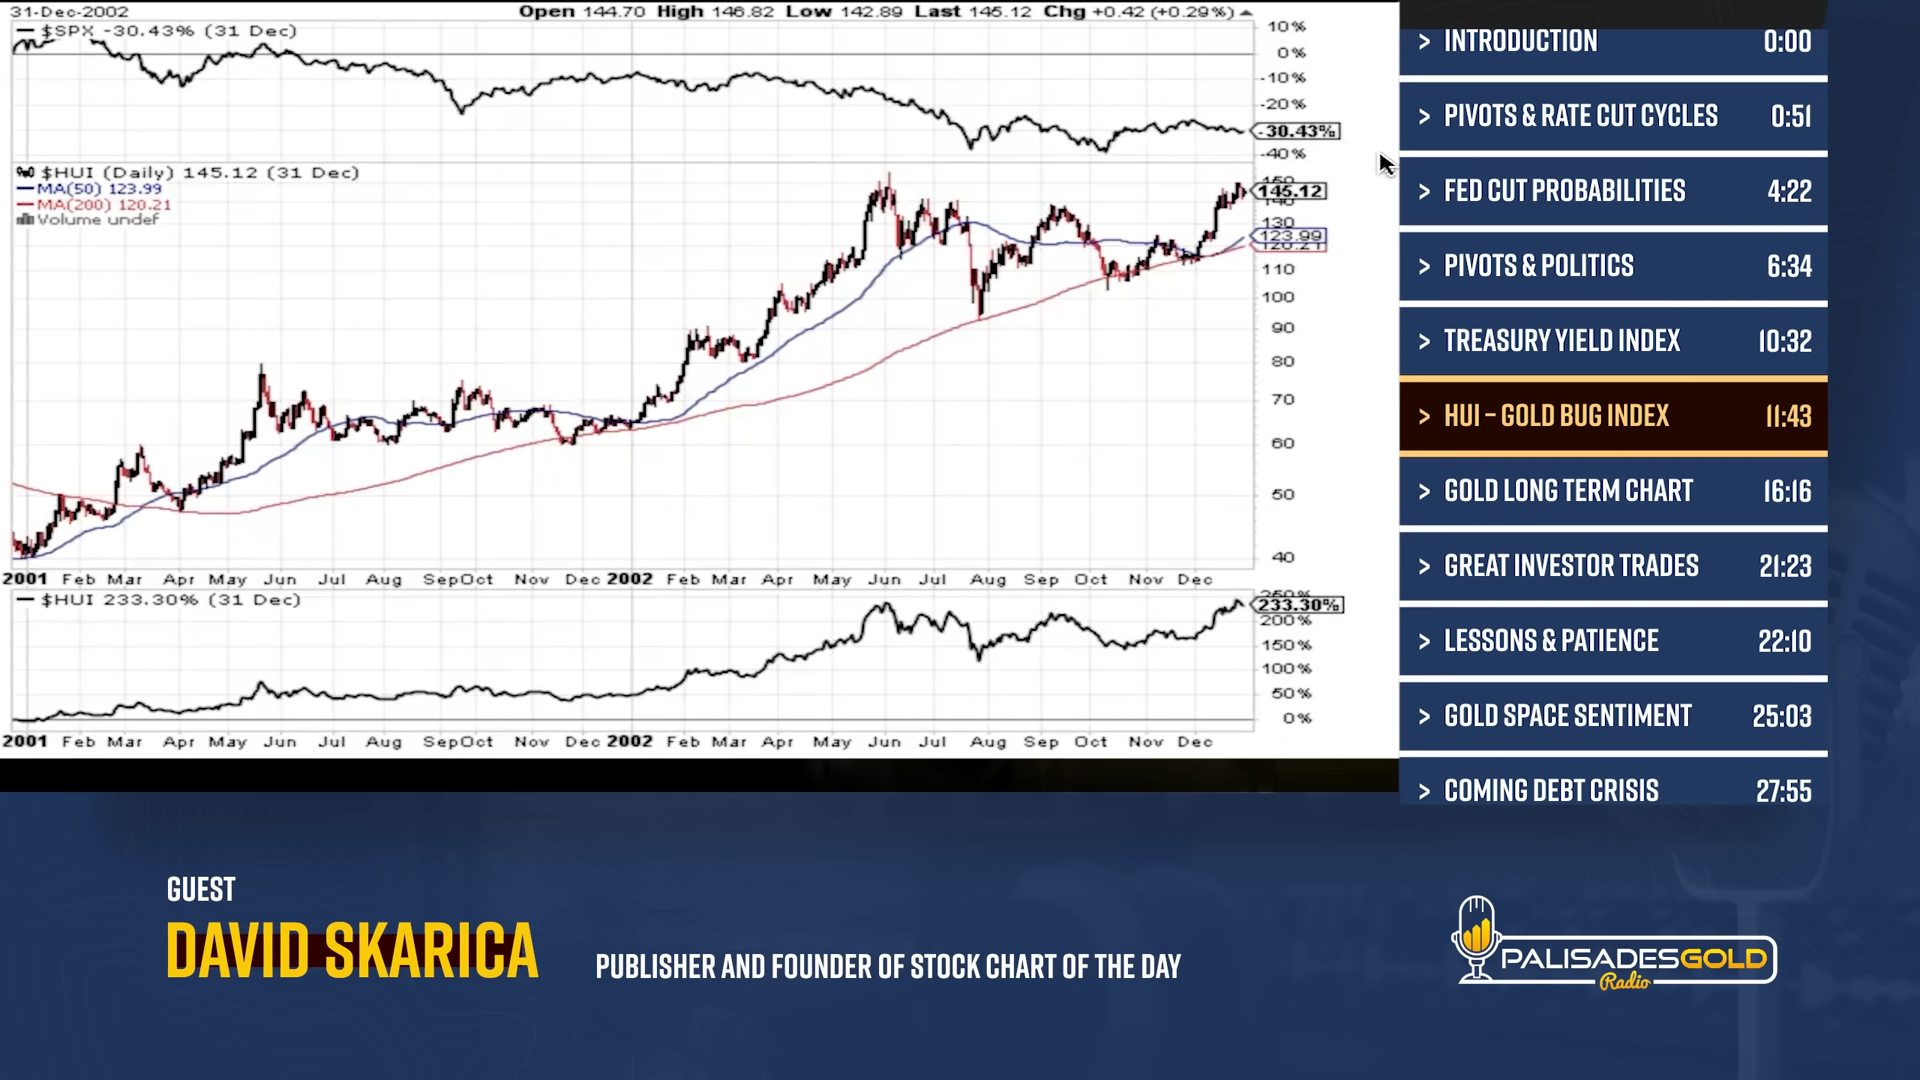 31-Dec-2002 Open 144.70 High 146.82 Low 142.89 Last 145.12 Chg +0.42 (+0.29%)
$SPX -30.43% (31 Dec)
10%
0%
-10%
-20%
-30.43%
-40%
$HUI (Daily) 145.12 (31 Dec)
MA(50) 123.99
MA(200) 120.21
Volume undef
150
145.12
140
130
123.99
120.21
110
100
90
80
70
60
50
40
2001 Feb Mar Apr May Jun Jul Aug Sep Oct Nov Dec 2002 Feb Mar Apr May Jun Jul Aug Sep Oct Nov Dec
$HUI 233.30% (31 Dec)
250%
233.30%
200%
150%
100%
50%
0%
2001 Feb Mar Apr May Jun Jul Aug Sep Oct Nov Dec 2002 Feb Mar Apr May Jun Jul Aug Sep Oct Nov Dec
> INTRODUCTION 0:00
> PIVOTS & RATE CUT CYCLES 0:51
> FED CUT PROBABILITIES 4:22
> PIVOTS & POLITICS 6:34
> TREASURY YIELD INDEX 10:32
> HUI – GOLD BUG INDEX 11:43
> GOLD LONG TERM CHART 16:16
> GREAT INVESTOR TRADES 21:23
> LESSONS & PATIENCE 22:10
> GOLD SPACE SENTIMENT 25:03
> COMING DEBT CRISIS 27:55
GUEST
DAVID SKARICA
PUBLISHER AND FOUNDER OF STOCK CHART OF THE DAY
PALISADESGOLD
Radio